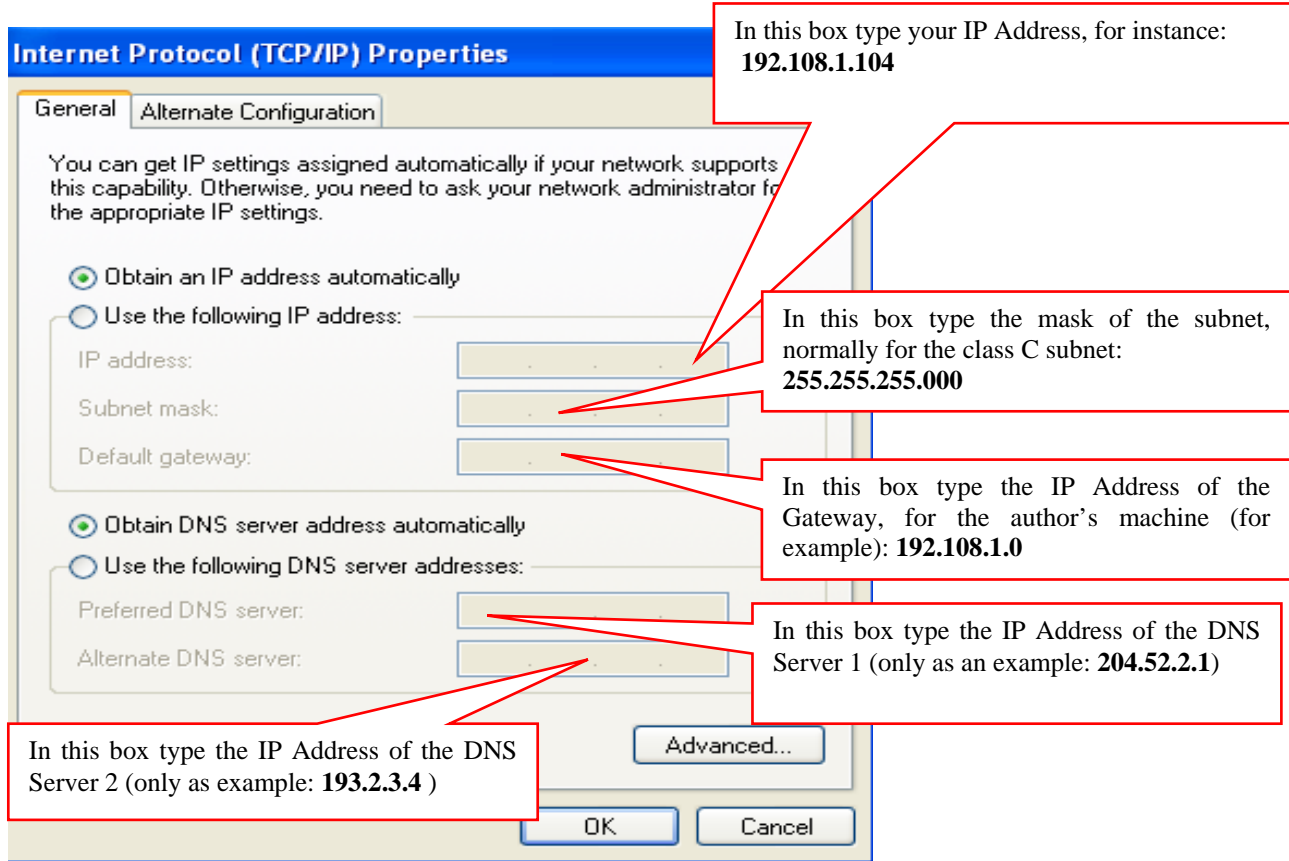 In this box type your IP Address, for instance:
192.108.1.104
Internet Protocol (TCP/IP) Properties
General
Alternate Configuration
You can get IP settings assigned automatically if your network supports
this capability. Otherwise, you need to ask your network administrator fo
the appropriate IP settings.
Obtain an IP address automatically
Use the following IP address:
IP address:
Subnet mask:
Default gateway:
In this box type the mask of the subnet,
normally for the class C subnet:
255.255.255.000
In this box type the IP Address of the
Gateway, for the author’s machine (for
example): 192.108.1.0
Obtain DNS server address automatically
Use the following DNS server addresses:
Preferred DNS server:
Alternate DNS server:
In this box type the IP Address of the DNS
Server 1 (only as an example: 204.52.2.1)
In this box type the IP Address of the DNS
Server 2 (only as example: 193.2.3.4 )
Advanced...
OK
Cancel